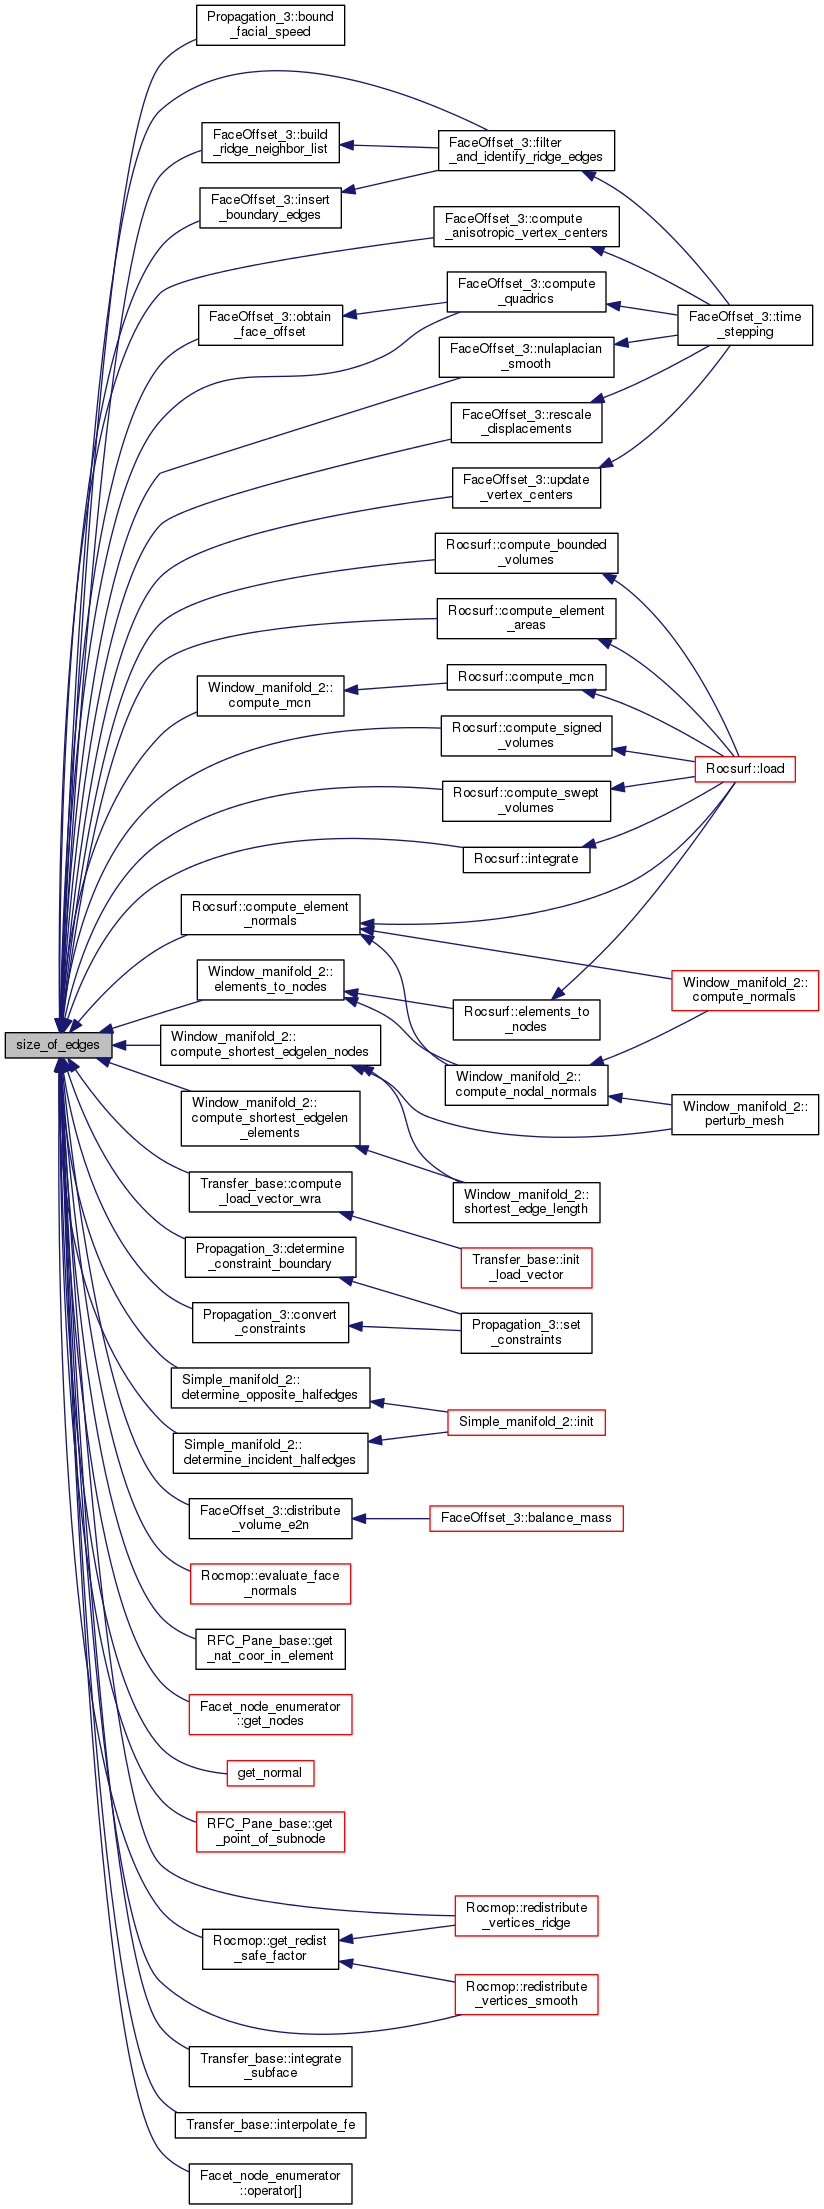 Propagation_3::bound
_facial_speed
FaceOffset_3::build
_ridge_neighbor_list
FaceOffset_3::filter
_and_identify_ridge_edges
FaceOffset_3::insert
_boundary_edges
FaceOffset_3::compute
_anisotropic_vertex_centers
FaceOffset_3::compute
_quadrics
FaceOffset_3::obtain
_face_offset
FaceOffset_3::time
_stepping
FaceOffset_3::nulaplacian
_smooth
FaceOffset_3::rescale
_displacements
FaceOffset_3::update
_vertex_centers
Rocsurf::compute_bounded
_volumes
Rocsurf::compute_element
_areas
Window_manifold_2::
compute_mcn
Rocsurf::compute_mcn
Rocsurf::compute_signed
_volumes
Rocsurf::load
Rocsurf::compute_swept
_volumes
Rocsurf::integrate
Rocsurf::compute_element
_normals
Window_manifold_2::
elements_to_nodes
Window_manifold_2::
compute_normals
Rocsurf::elements_to
_nodes
size_of_edges
Window_manifold_2::
compute_shortest_edgelen_nodes
Window_manifold_2::
compute_nodal_normals
Window_manifold_2::
perturb_mesh
Window_manifold_2::
compute_shortest_edgelen
_elements
Window_manifold_2::
shortest_edge_length
Transfer_base::compute
_load_vector_wra
Transfer_base::init
_load_vector
Propagation_3::determine
_constraint_boundary
Propagation_3::convert
_constraints
Propagation_3::set
_constraints
Simple_manifold_2::
determine_opposite_halfedges
Simple_manifold_2::init
Simple_manifold_2::
determine_incident_halfedges
FaceOffset_3::distribute
_volume_e2n
FaceOffset_3::balance_mass
Rocmop::evaluate_face
_normals
RFC_Pane_base::get
_nat_coor_in_element
Facet_node_enumerator
::get_nodes
get_normal
RFC_Pane_base::get
_point_of_subnode
Rocmop::redistribute
_vertices_ridge
Rocmop::get_redist
_safe_factor
Rocmop::redistribute
_vertices_smooth
Transfer_base::integrate
_subface
Transfer_base::interpolate_fe
Facet_node_enumerator
::operator[]